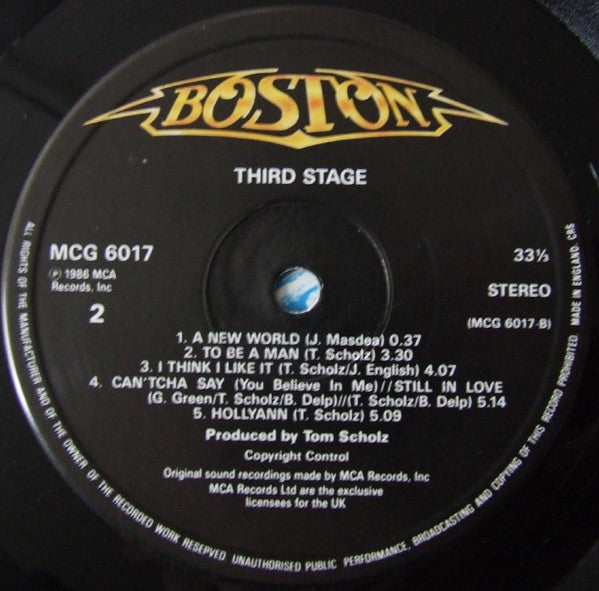 BOSTON
THIRD STAGE
MCG 6017
℗ 1986 MCA
Records, Inc
2
33⅓
STEREO
(MCG 6017-B)
1. A NEW WORLD (J. Masdea) 0.37
2. TO BE A MAN (T. Scholz) 3.30
3. I THINK I LIKE IT (T. Scholz/J. English) 4.07
4. CAN'TCHA SAY (You Believe In Me)//STILL IN LOVE
(G. Green/T. Scholz/B. Delp)//(T. Scholz/B. Delp) 5.14
5. HOLLYANN (T. Scholz) 5.09
Produced by Tom Scholz
Copyright Control
Original sound recordings made by MCA Records, Inc
MCA Records Ltd are the exclusive
licensees for the UK
ALL RIGHTS OF THE MANUFACTURER AND OF THE OWNER OF THE RECORDED WORK RESERVED. UNAUTHORISED PUBLIC PERFORMANCE, BROADCASTING AND COPYING OF THIS RECORD PROHIBITED. MADE IN ENGLAND. CBS